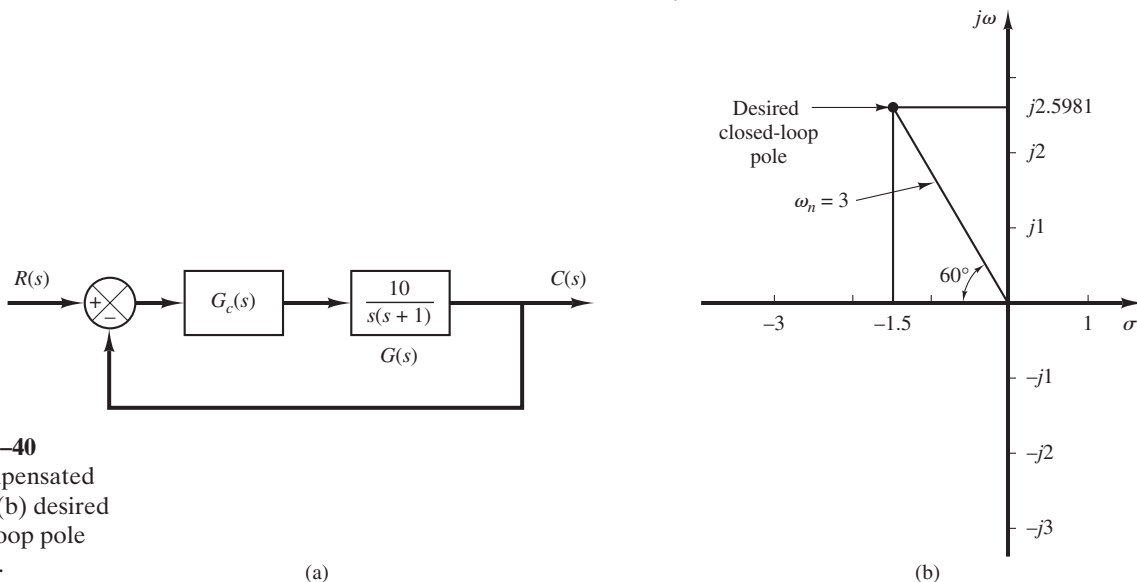 R(s)
+
−
G_c(s)
10
s(s + 1)
G(s)
C(s)
(a)
jω
Desired
closed-loop
pole
j2.5981
j2
ω_n = 3
j1
60°
−3
−1.5
1
σ
−j1
−j2
−j3
(b)
–40
pensated
(b) desired
oop pole
.